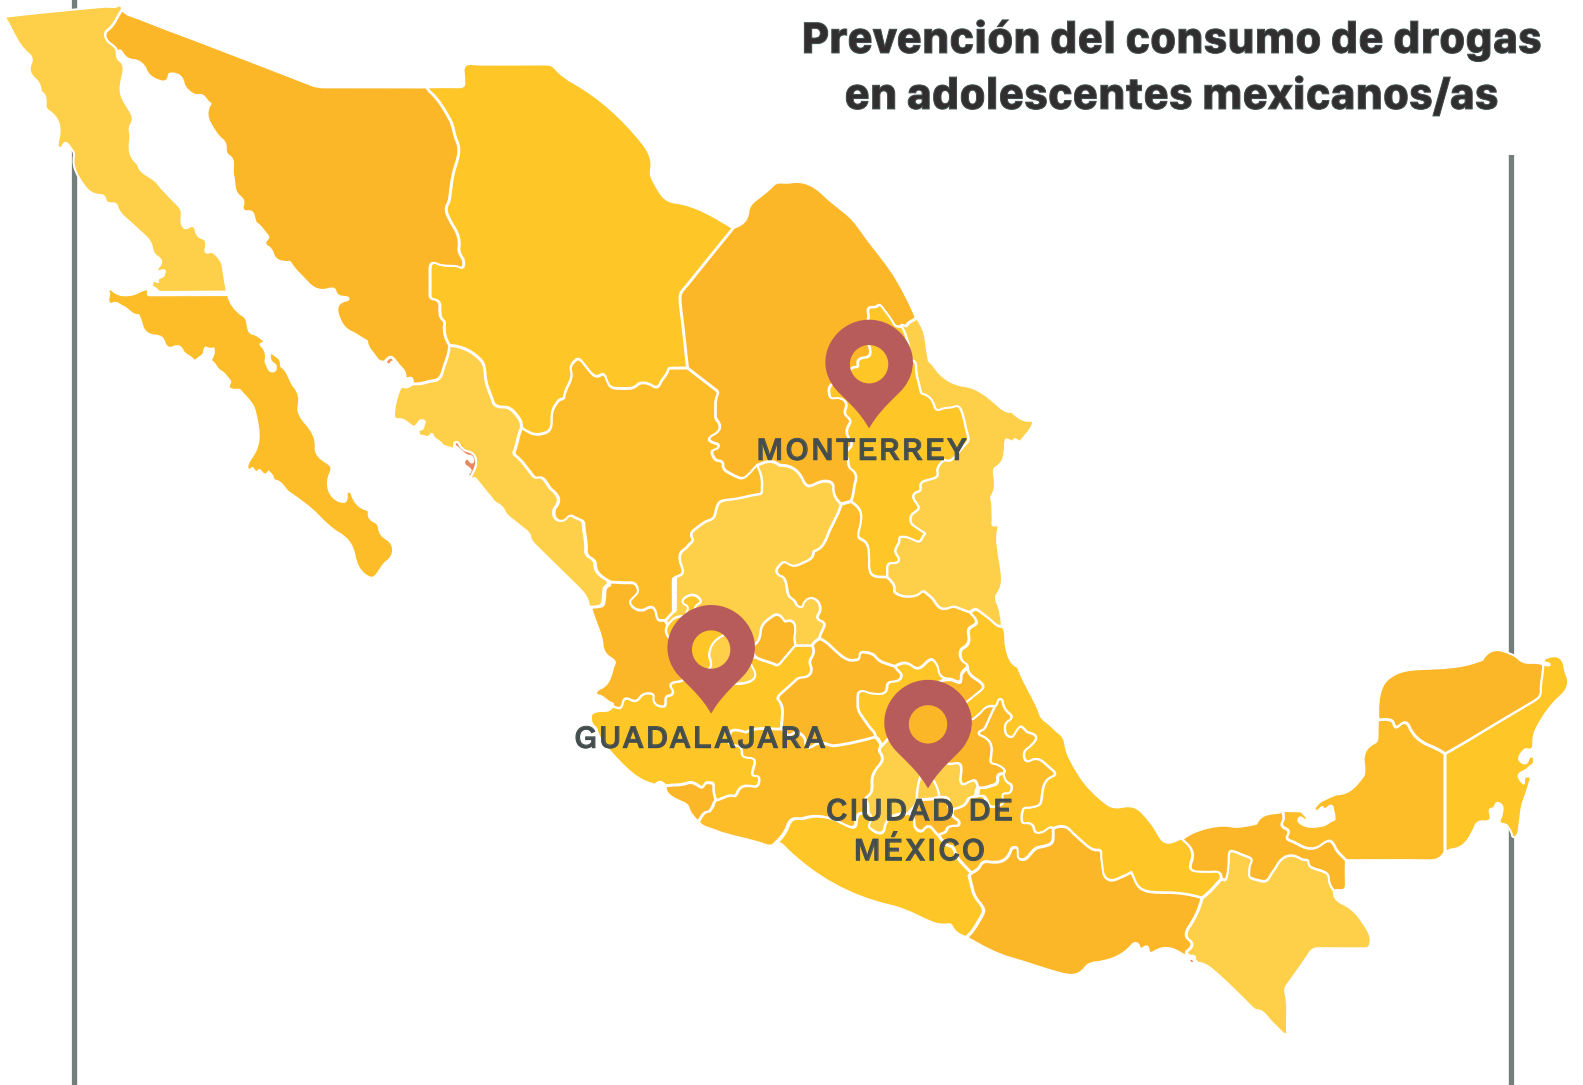 Prevención del consumo de drogas
en adolescentes mexicanos/as
MONTERREY
GUADALAJARA
CIUDAD DE
MÉXICO